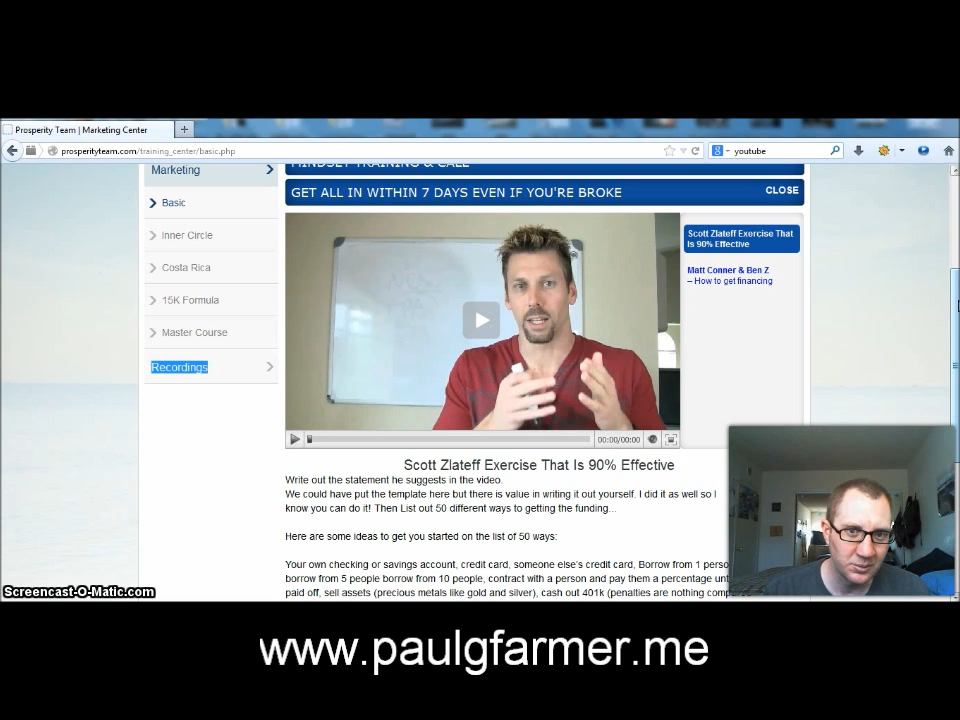 Prosperity Team | Marketing Center
prosperityteam.com/training_center/basic.php
youtube
Marketing
MINDSET TRAINING & CALL
GET ALL IN WITHIN 7 DAYS EVEN IF YOU'RE BROKE
CLOSE
Basic
Inner Circle
Costa Rica
15K Formula
Master Course
Recordings
Scott Zlateff Exercise That
Is 90% Effective
Matt Conner & Ben Z
– How to get financing
00:00/00:00
Scott Zlateff Exercise That Is 90% Effective
Write out the statement he suggests in the video.
We could have put the template here but there is value in writing it out yourself. I did it as well so I
know you can do it! Then List out 50 different ways to getting the funding...
Here are some ideas to get you started on the list of 50 ways:
Your own checking or savings account, credit card, someone else's credit card, Borrow from 1 perso
borrow from 5 people borrow from 10 people, contract with a person and pay them a percentage unt
paid off, sell assets (precious metals like gold and silver), cash out 401k (penalties are nothing
Screencast-O-Matic.com
www.paulgfarmer.me